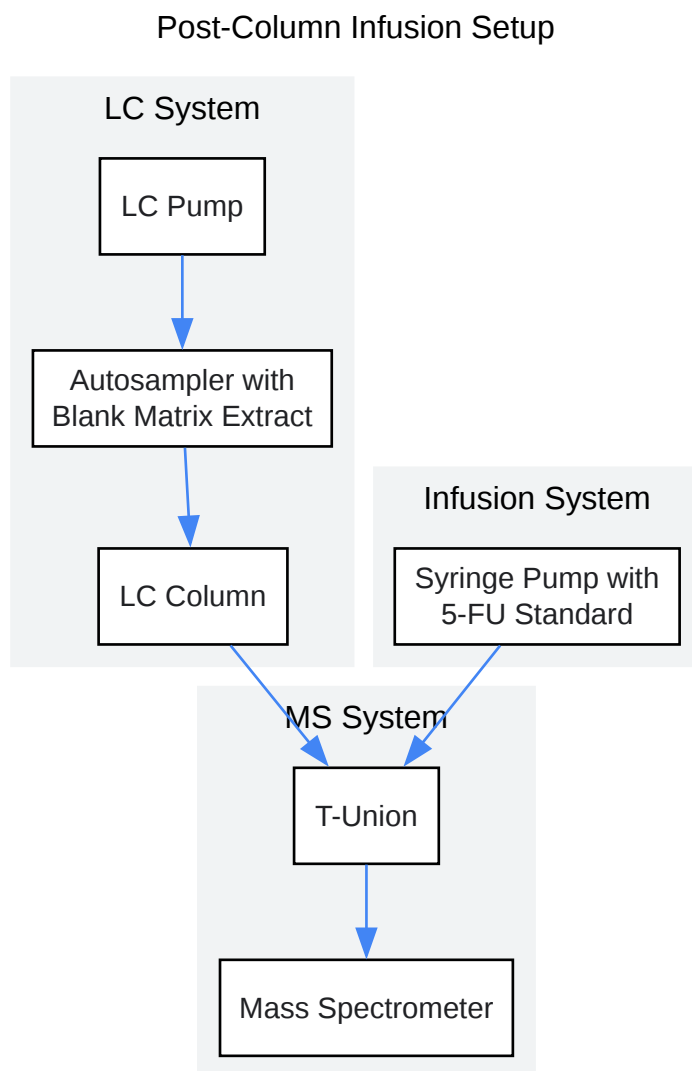 Post-Column Infusion Setup
LC System
LC Pump
Autosampler with
Blank Matrix Extract
LC Column
Infusion System
Syringe Pump with
5-FU Standard
MS System
T-Union
Mass Spectrometer